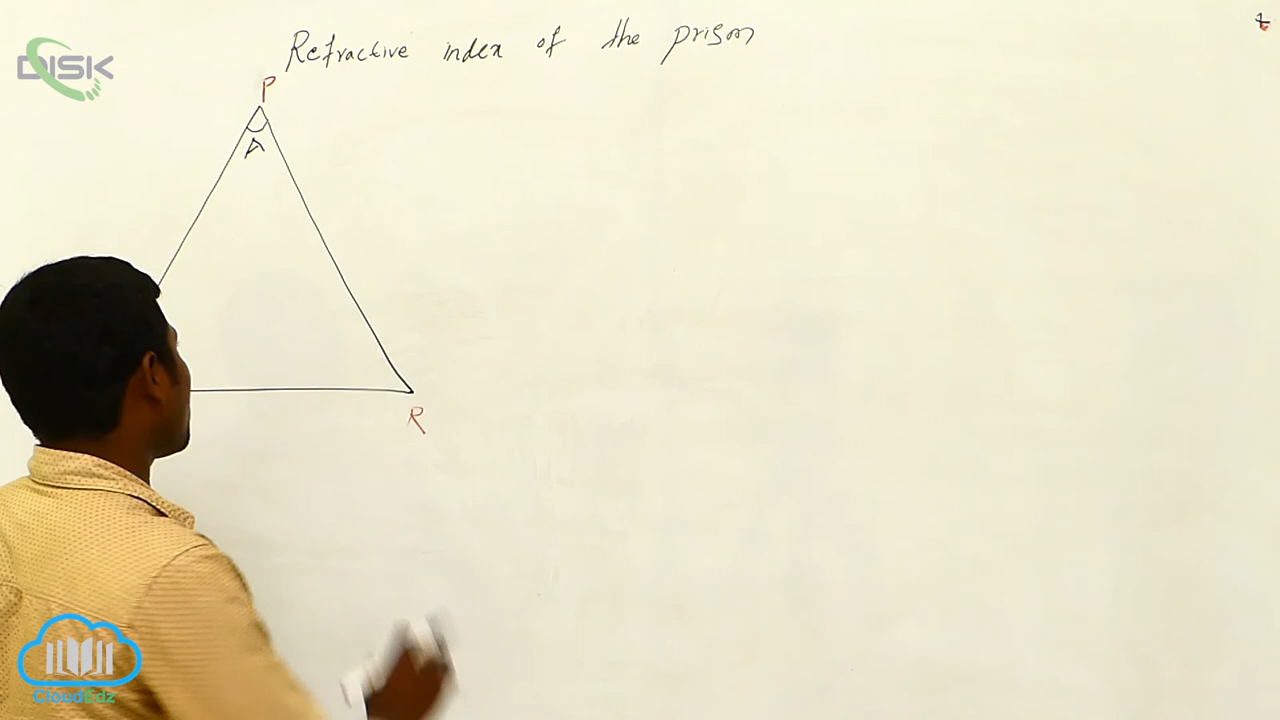 Refractive index of the prism
DISK
P
A
R
CloudEdz